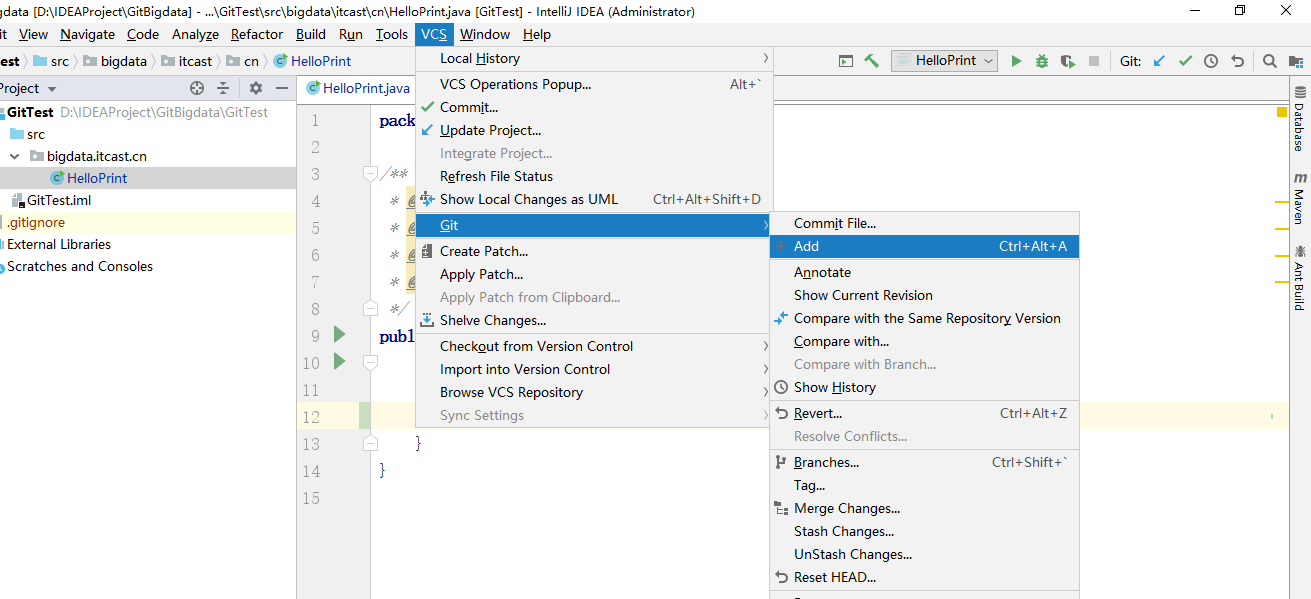 gdata [D:\IDEAProject\GitBigdata] - ...\GitTest\src\bigdata\itcast\cn\HelloPrint.java [GitTest] - IntelliJ IDEA (Administrator)
it View Navigate Code Analyze Refactor Build Run Tools VCS Window Help
est src bigdata itcast cn HelloPrint
HelloPrint Git:
Project
HelloPrint.java
GitTest D:\IDEAProject\GitBigdata\GitTest
src
bigdata.itcast.cn
HelloPrint
GitTest.iml
.gitignore
External Libraries
Scratches and Consoles
1 pack
2
3 /**
4 * @
5 * @
6 * @
7 * @
8 */
9 publ
10
11
12
13 }
14 }
15
Local History
VCS Operations Popup... Alt+`
Commit...
Update Project...
Integrate Project...
Refresh File Status
Show Local Changes as UML Ctrl+Alt+Shift+D
Git
Create Patch...
Apply Patch...
Apply Patch from Clipboard...
Shelve Changes...
Checkout from Version Control
Import into Version Control
Browse VCS Repository
Sync Settings
Commit File...
Add Ctrl+Alt+A
Annotate
Show Current Revision
Compare with the Same Repository Version
Compare with...
Compare with Branch...
Show History
Revert... Ctrl+Alt+Z
Resolve Conflicts...
Branches... Ctrl+Shift+`
Tag...
Merge Changes...
Stash Changes...
UnStash Changes...
Reset HEAD...
Database
m Maven
Ant Build